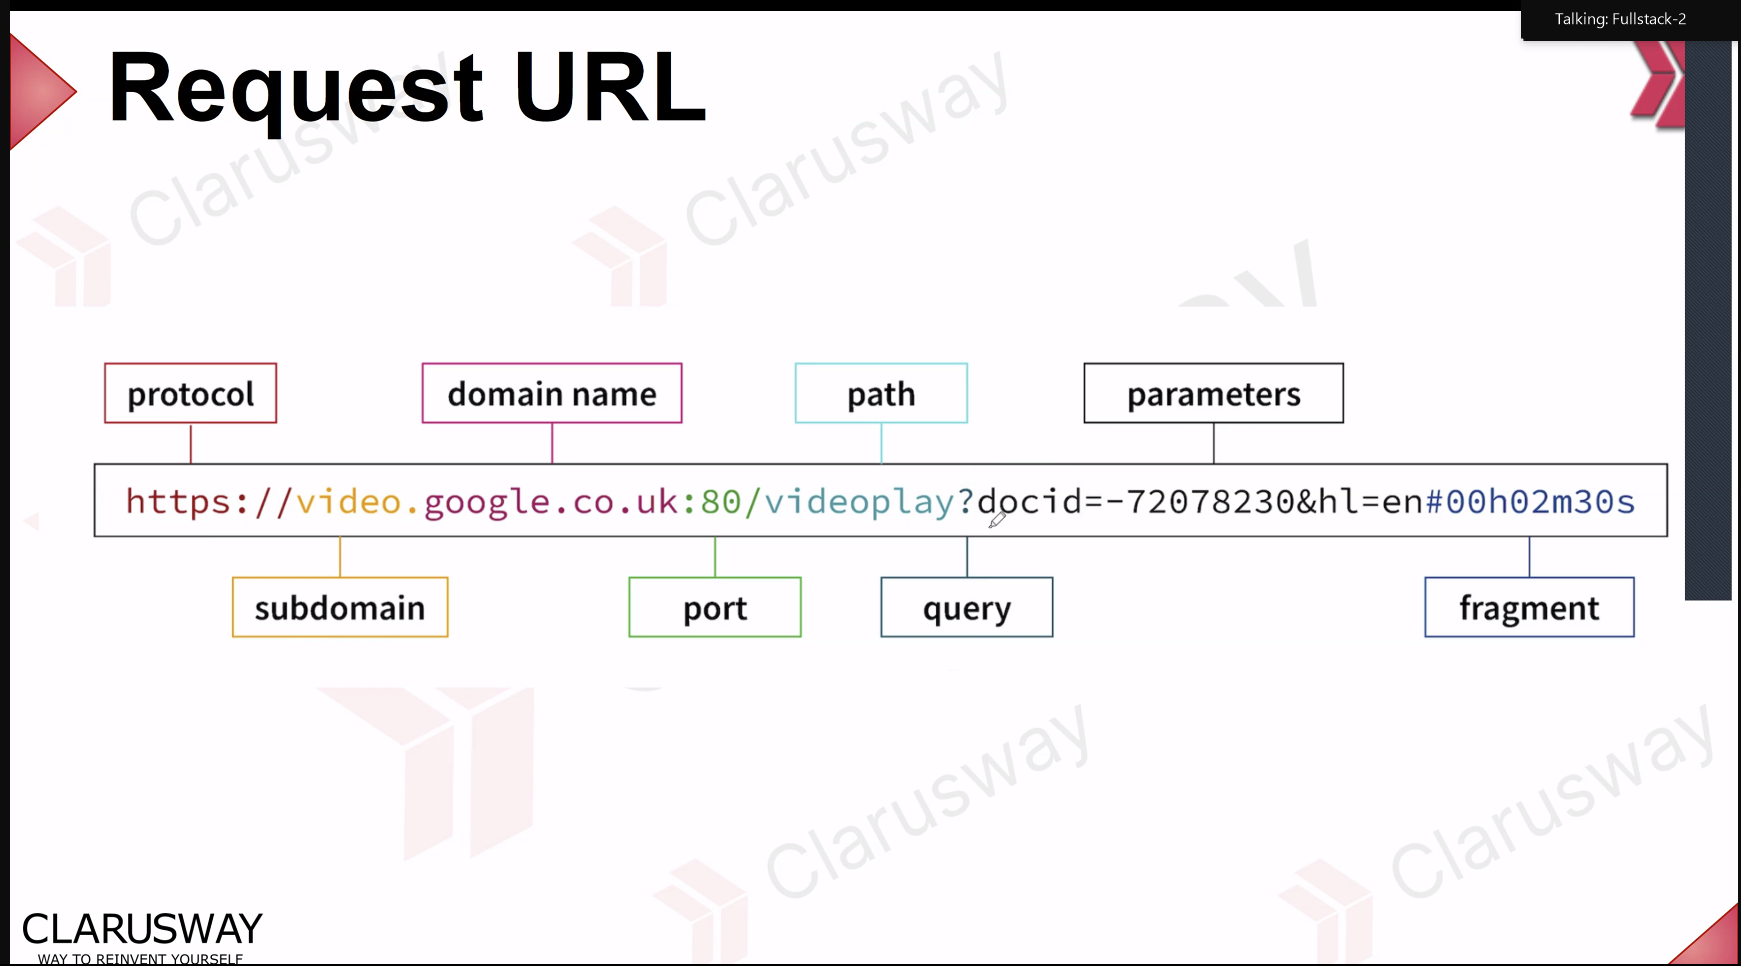 Talking: Fullstack-2
Request URL
Clarusway
Clarusway
protocol
domain name
path
parameters
https://video.google.co.uk:80/videoplay?docid=-72078230&hl=en#00h02m30s
subdomain
port
query
fragment
Clarusway
Clarusway
CLARUSWAY
WAY TO REINVENT YOURSELF